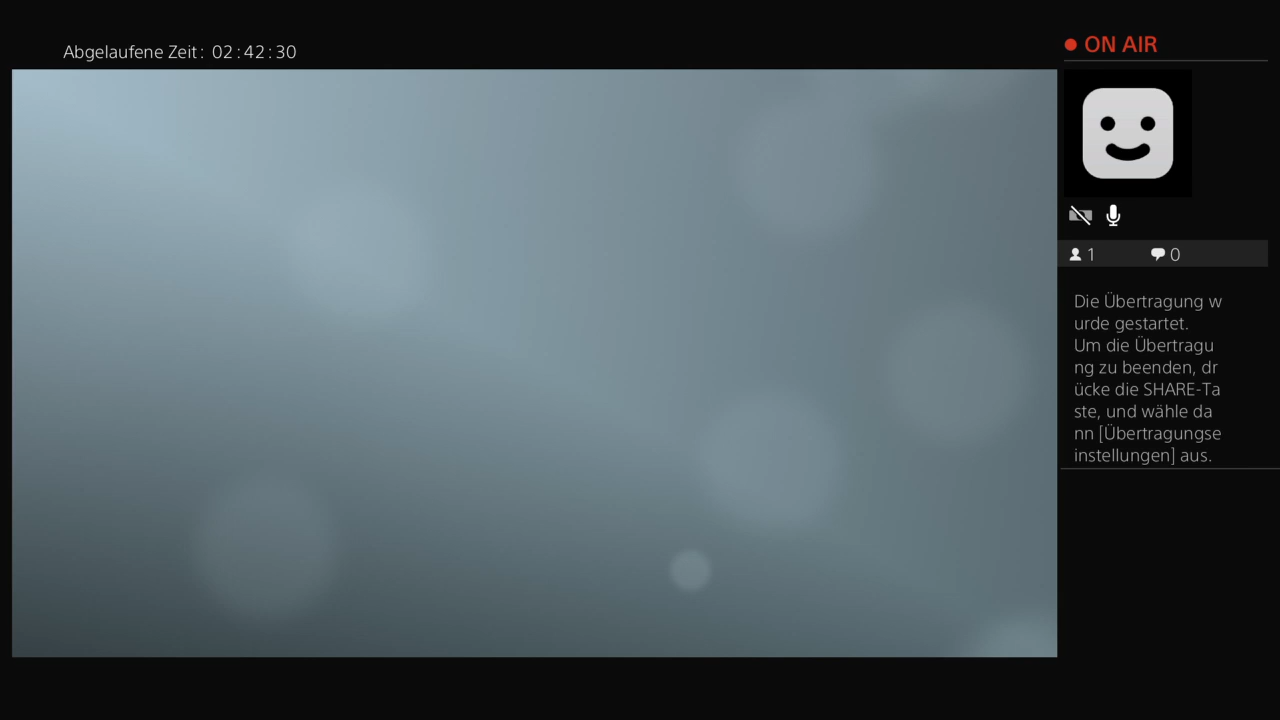 Abgelaufene Zeit: 02:42:30
ON AIR
1 0
Die Übertragung w
urde gestartet.
Um die Übertragu
ng zu beenden, dr
ücke die SHARE-Ta
ste, und wähle da
nn [Übertragungse
instellungen] aus.